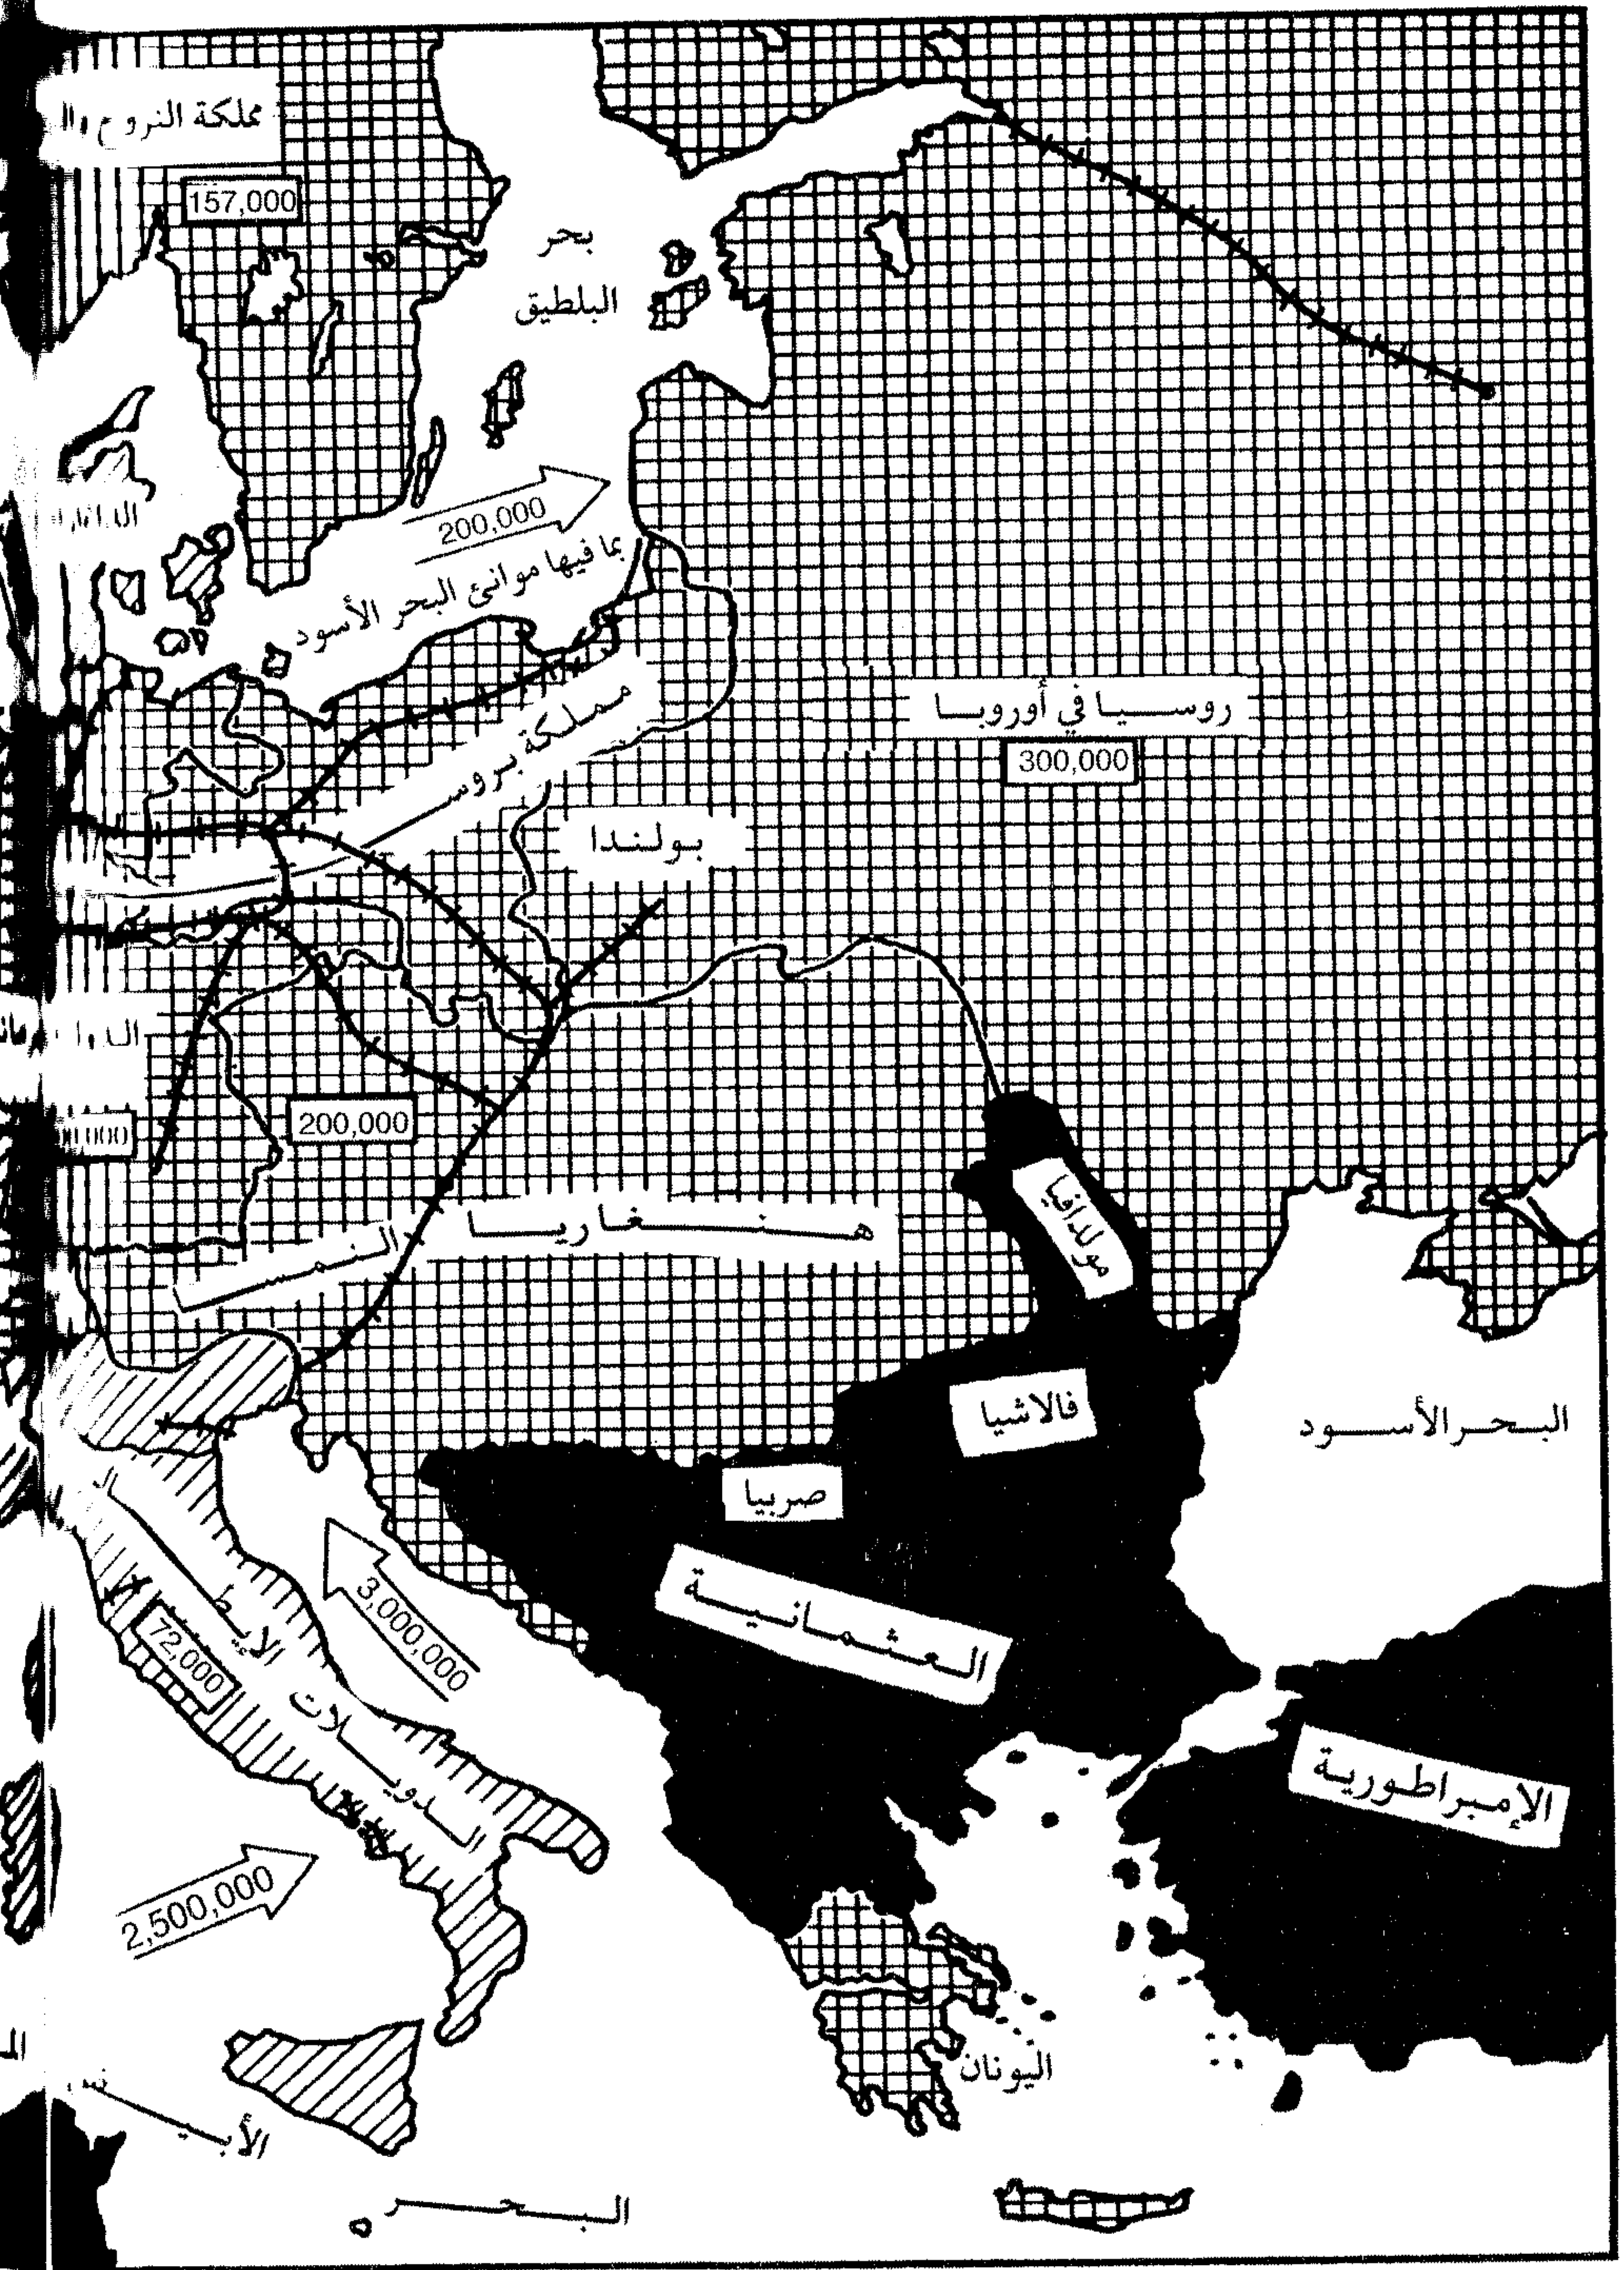 مملكة النروج وا
157,000
بحر
البلطيق
200,000
بما فيها موانئ البحر الأسود
مملكة بروسيا
روسيا في أوروبا
300,000
بولندا
200,000
هنغاريا
النمسا
مولدافيا
فالاشيا
البحر الأسود
صربيا
العثمانية
الإمبراطورية
3,000,000
72,000
الدويلات الايطالـ
2,500,000
اليونان
البحر
الأبيض